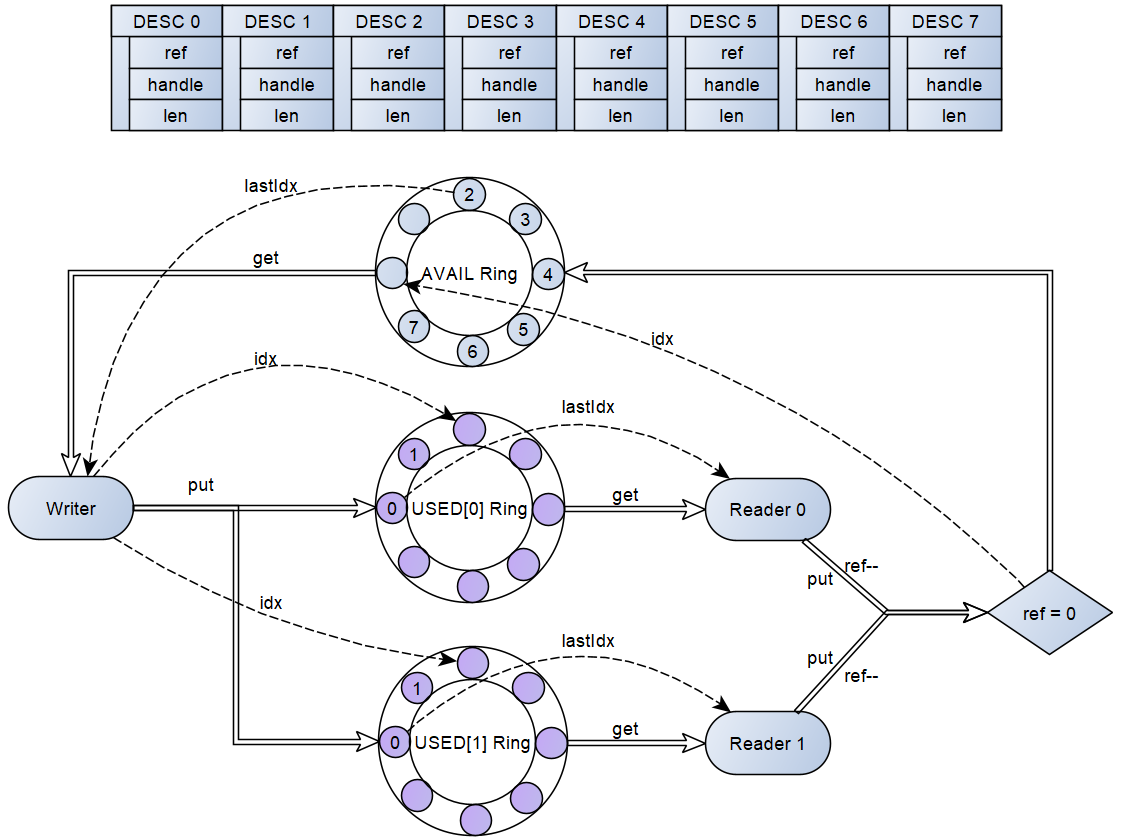 DESC 0 DESC 1 DESC 2 DESC 3 DESC 4 DESC 5 DESC 6 DESC 7
ref ref ref ref ref ref ref ref
handle handle handle handle handle handle handle handle
len len len len len len len len
lastIdx
2
3
get
AVAIL Ring
4
7
5
6
idx
idx
lastIdx
1
put
get
Writer
0
USED[0] Ring
Reader 0
ref--
put
idx
ref = 0
lastIdx
put
ref--
1
get
0
USED[1] Ring
Reader 1